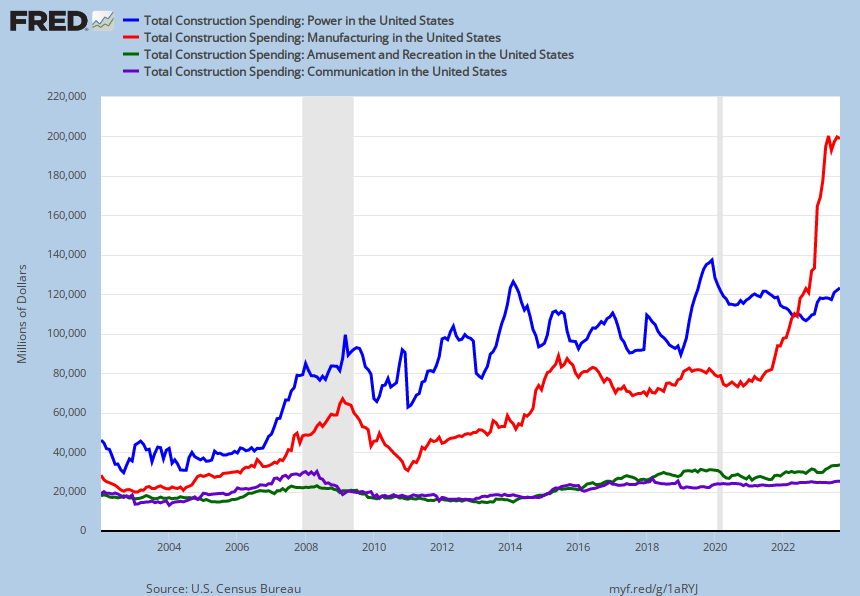 FRED
Total Construction Spending: Power in the United States
Total Construction Spending: Manufacturing in the United States
Total Construction Spending: Amusement and Recreation in the United States
Total Construction Spending: Communication in the United States
220,000
200,000
180,000
160,000
140,000
120,000
100,000
80,000
60,000
40,000
20,000
0
Millions of Dollars
2004 2006 2008 2010 2012 2014 2016 2018 2020 2022
Source: U.S. Census Bureau myf.red/g/1aRYJ